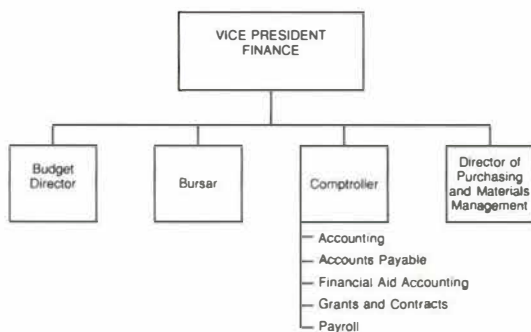 VICE PRESIDENT
FINANCE
Budget
Director
Bursar
Comptroller
Director of
Purchasing
and Materials
Management
Accounting
Accounts Payable
Financial Aid Accounting
Grants and Contracts
Payroll